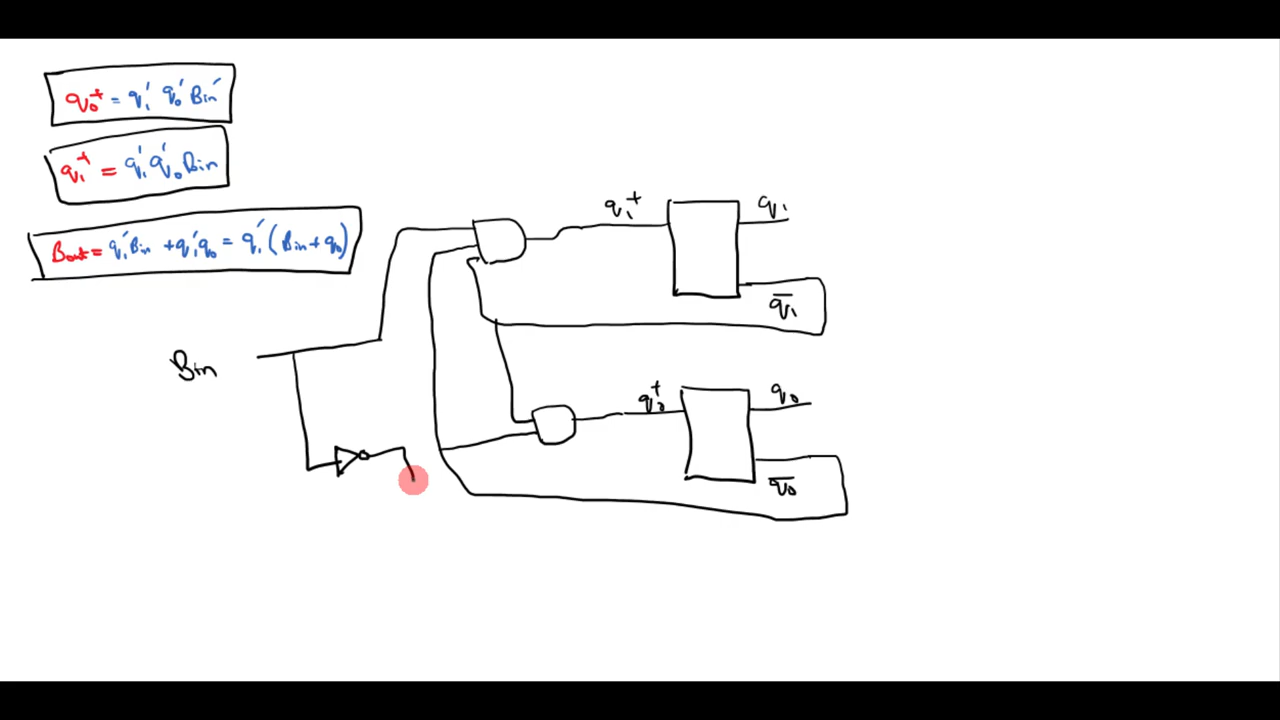 q₀⁺ = q₁' q₀' Bin'
q₁⁺ = q₁' q₀' Bin
Bout = q₁' Bin + q₁' q₀ = q₁' (Bin + q₀)
q₁⁺
q₁
q̅₁
Bin
q₀⁺
q₀
q̅₀